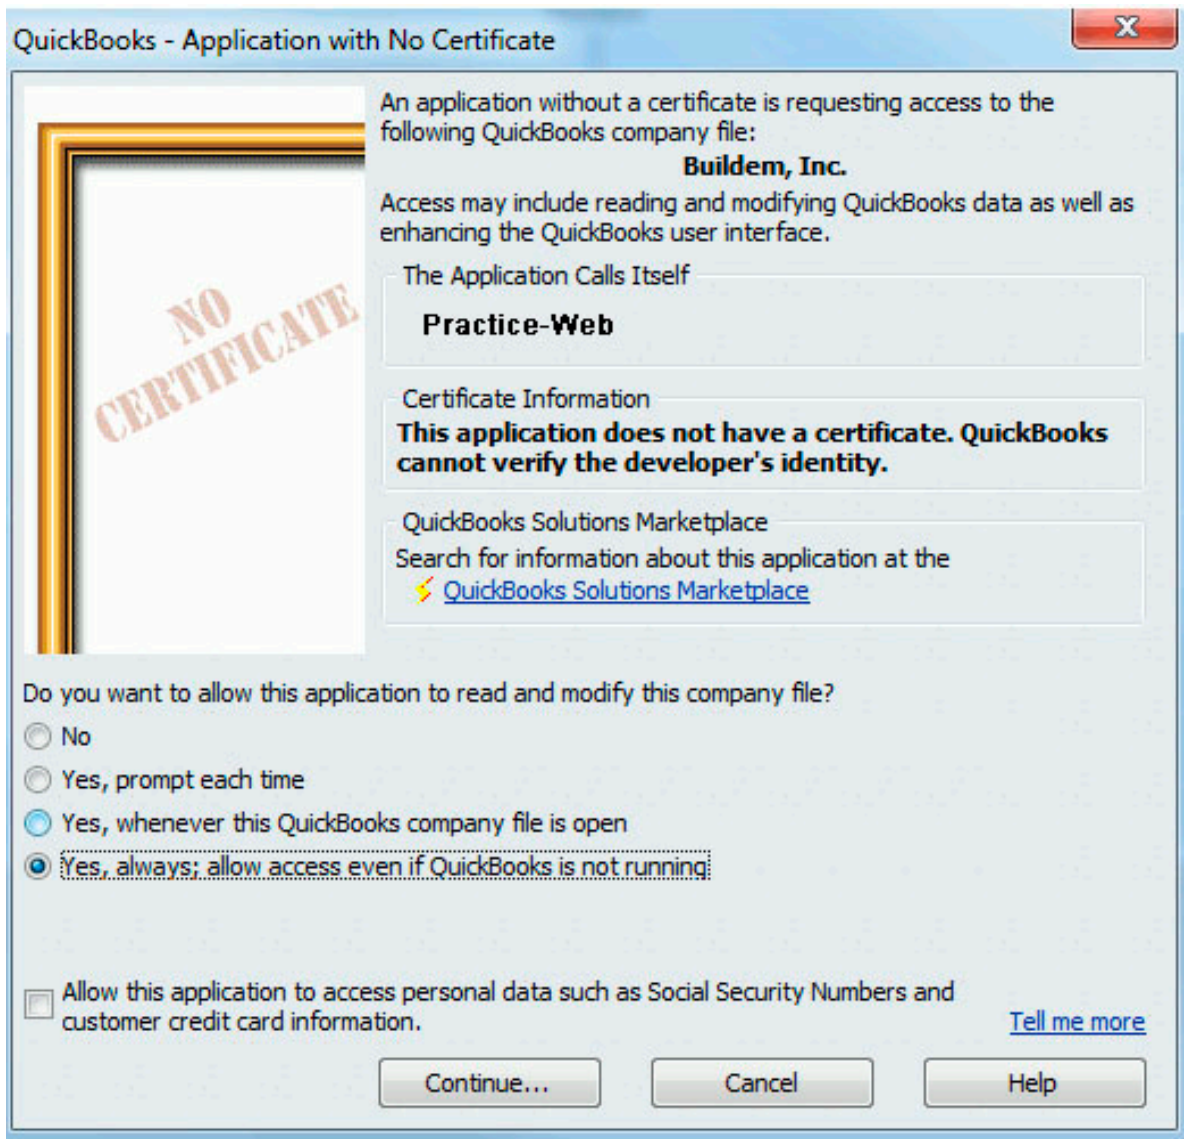 QuickBooks - Application with No Certificate
X
An application without a certificate is requesting access to the
following QuickBooks company file:
Buildem, Inc.
Access may include reading and modifying QuickBooks data as well as
enhancing the QuickBooks user interface.
The Application Calls Itself
Practice-Web
NO
CERTIFICATE
Certificate Information
This application does not have a certificate. QuickBooks
cannot verify the developer's identity.
QuickBooks Solutions Marketplace
Search for information about this application at the
QuickBooks Solutions Marketplace
Do you want to allow this application to read and modify this company file?
No
Yes, prompt each time
Yes, whenever this QuickBooks company file is open
Yes, always; allow access even if QuickBooks is not running
Allow this application to access personal data such as Social Security Numbers and
customer credit card information.
Tell me more
Continue...
Cancel
Help